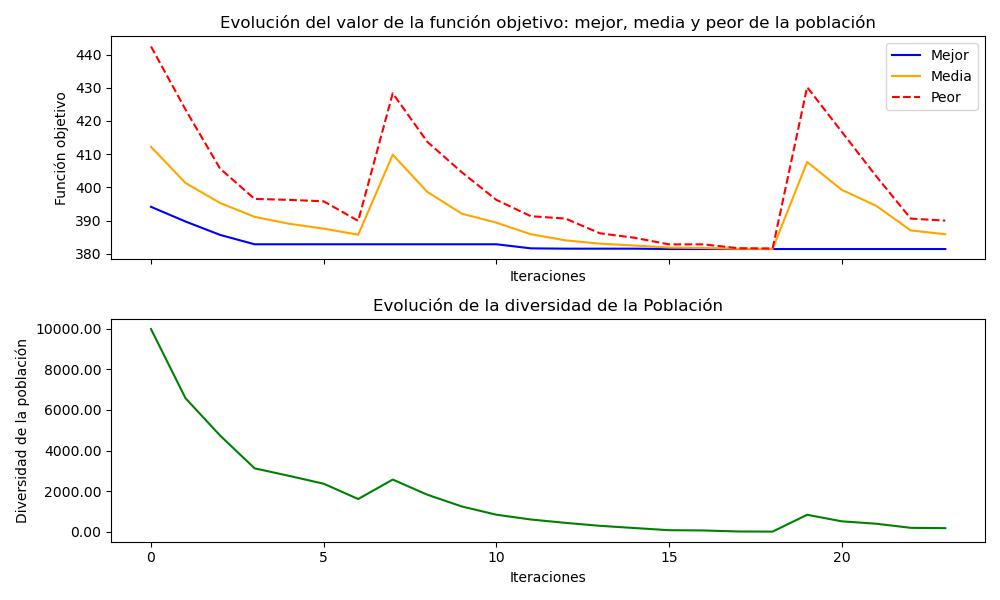 Evolución del valor de la función objetivo: mejor, media y peor de la población
Función objetivo
440
430
420
410
400
390
380
Mejor
Media
Peor
Iteraciones
Evolución de la diversidad de la Población
Diversidad de la población
10000.00
8000.00
6000.00
4000.00
2000.00
0.00
0
5
10
15
20
Iteraciones